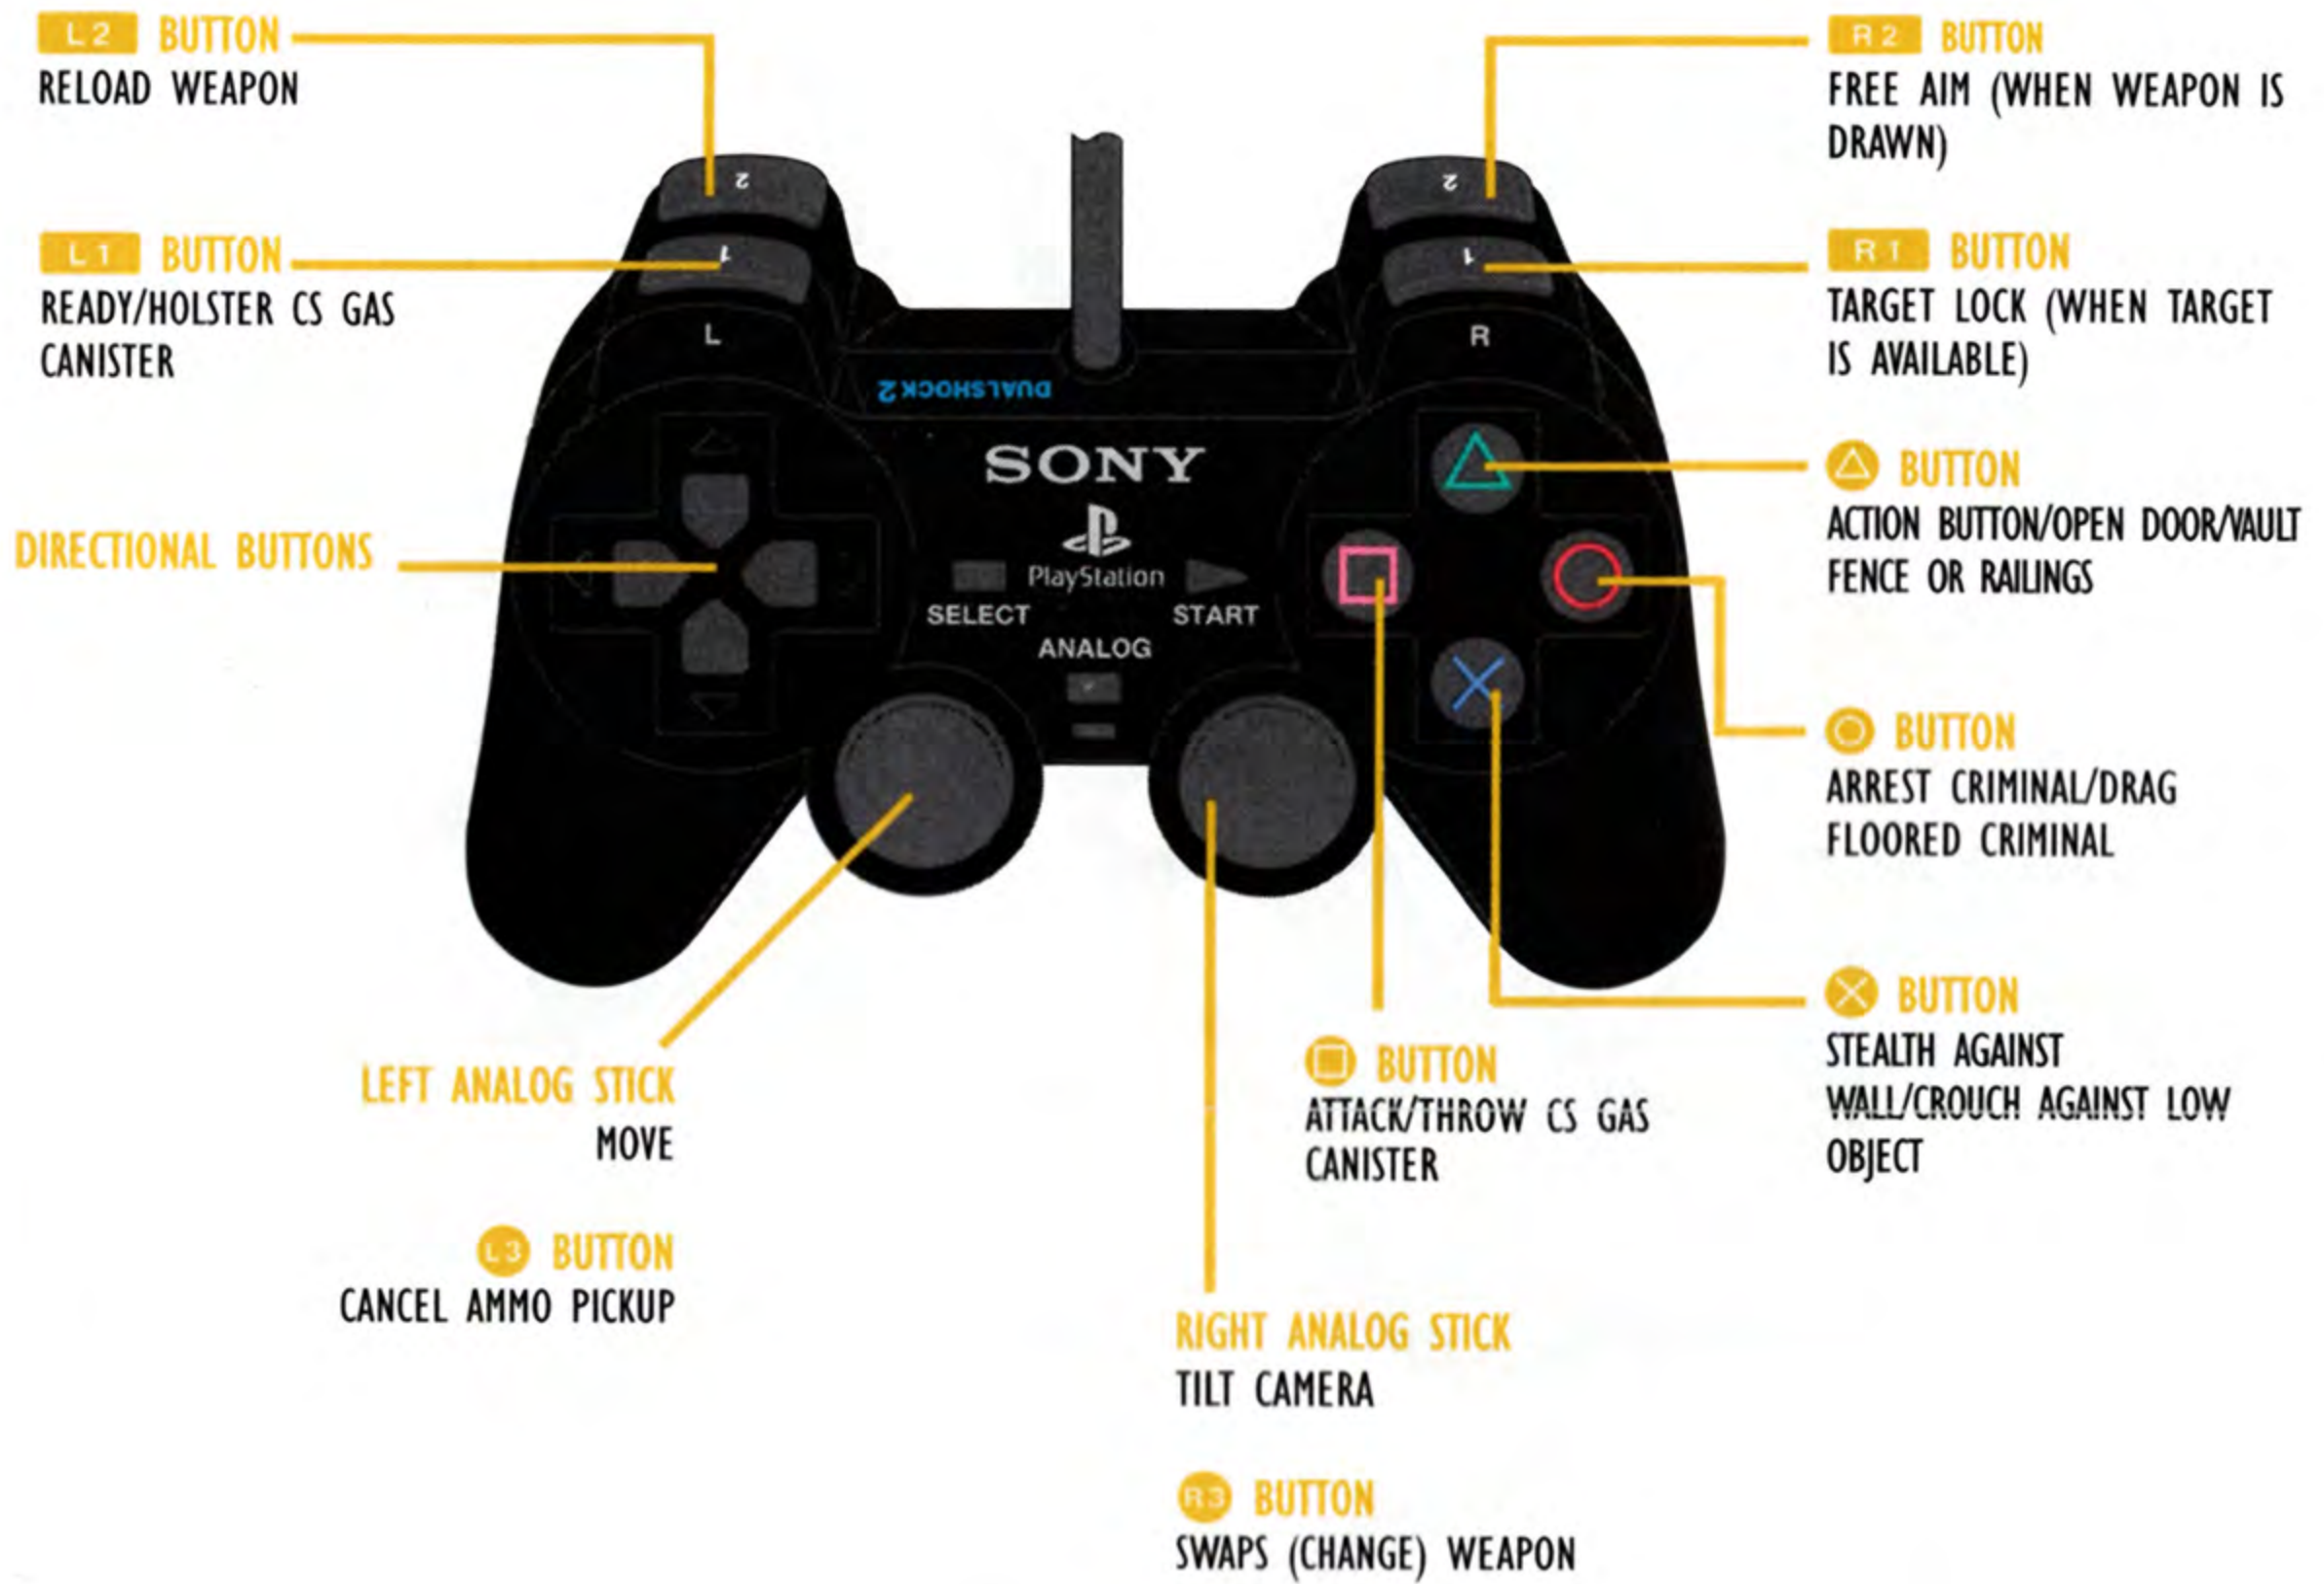 L2 BUTTON
RELOAD WEAPON
L1 BUTTON
READY/HOLSTER CS GAS
CANISTER
DIRECTIONAL BUTTONS
LEFT ANALOG STICK
MOVE
L3 BUTTON
CANCEL AMMO PICKUP
2
1
L
DUALSHOCK 2
SONY
PlayStation
SELECT
START
ANALOG
2
1
R
R2 BUTTON
FREE AIM (WHEN WEAPON IS
DRAWN)
R1 BUTTON
TARGET LOCK (WHEN TARGET
IS AVAILABLE)
BUTTON
ACTION BUTTON/OPEN DOOR/VAULT
FENCE OR RAILINGS
BUTTON
ARREST CRIMINAL/DRAG
FLOORED CRIMINAL
BUTTON
STEALTH AGAINST
WALL/CROUCH AGAINST LOW
OBJECT
BUTTON
ATTACK/THROW CS GAS
CANISTER
RIGHT ANALOG STICK
TILT CAMERA
R3 BUTTON
SWAPS (CHANGE) WEAPON